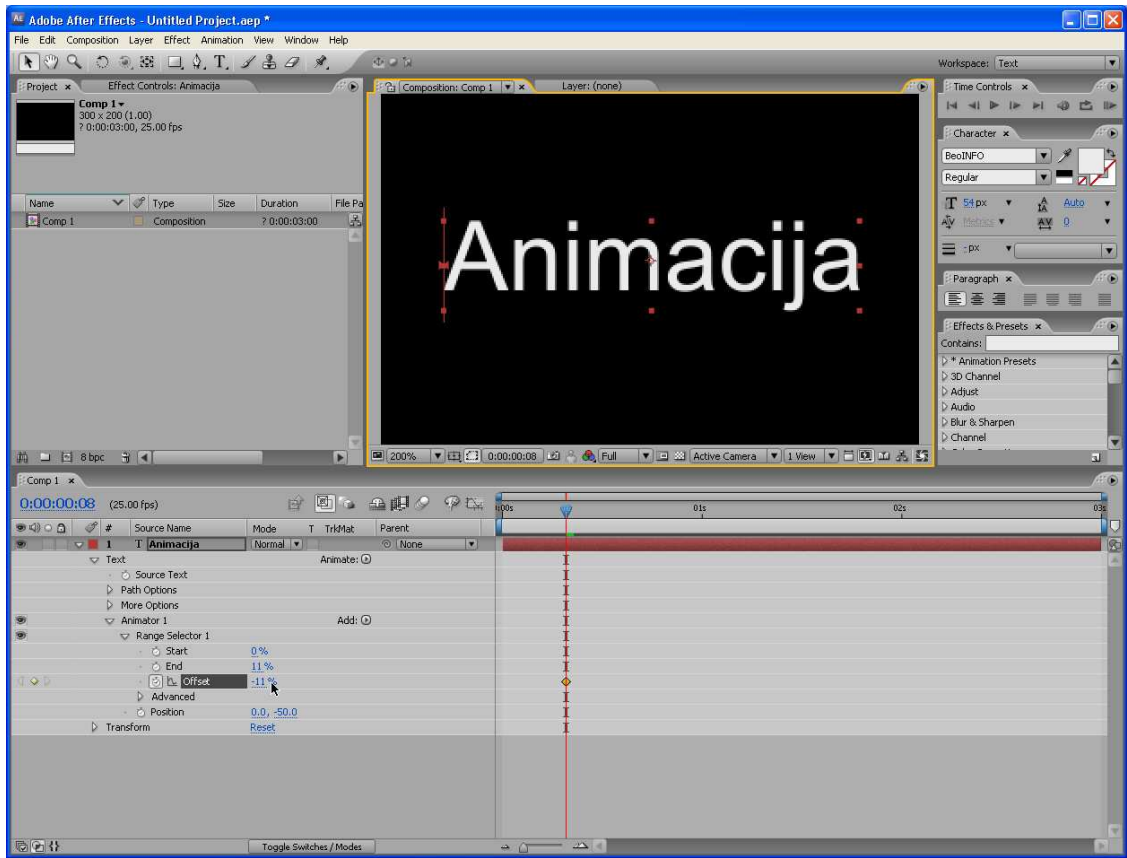 Adobe After Effects - Untitled Project.aep *
File Edit Composition Layer Effect Animation View Window Help
Workspace: Text
Project × Effect Controls: Animacija
Composition: Comp 1 × Layer: (none)
Time Controls ×
Comp 1
300 x 200 (1.00)
? 0:00:03:00, 25.00 fps
Character ×
BeoINFO
Regular
54 px Auto
Metrics AV 0
- px
Name Type Size Duration File Pa
Comp 1 Composition ? 0:00:03:00
Animacija
Paragraph ×
Effects & Presets ×
Contains:
* Animation Presets
3D Channel
Adjust
Audio
Blur & Sharpen
Channel
8 bpc
200% 0:00:00:08 Full Active Camera 1 View
Comp 1 ×
0:00:00:08 (25.00 fps)
:00s 01s 02s 03s
# Source Name Mode T TrkMat Parent
1 T Animacija Normal None
Text Animate:
Source Text
Path Options
More Options
Animator 1 Add:
Range Selector 1
Start 0%
End 11%
Offset -11%
Advanced
Position 0.0, -50.0
Transform Reset
Toggle Switches / Modes